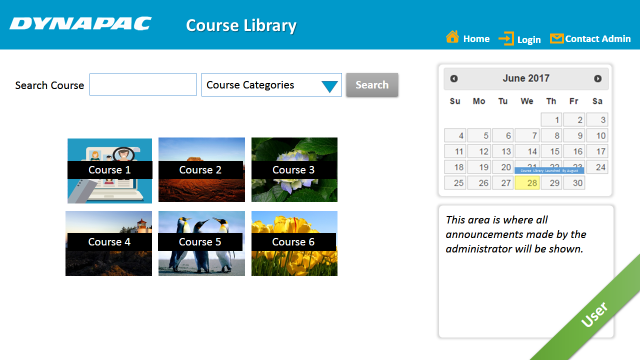 DYNAPAC
Course Library
Home
Login
Contact Admin
Search Course
Course Categories
Search
Course 1
Course 2
Course 3
Course 4
Course 5
Course 6
June 2017
Su Mo Tu We Th Fr Sa
1 2 3
4 5 6 7 8 9 10
11 12 13 14 15 16 17
18 19 20 21 22 23 24
25 26 27 28 29 30
This area is where all
announcements made by the
administrator will be shown.
User